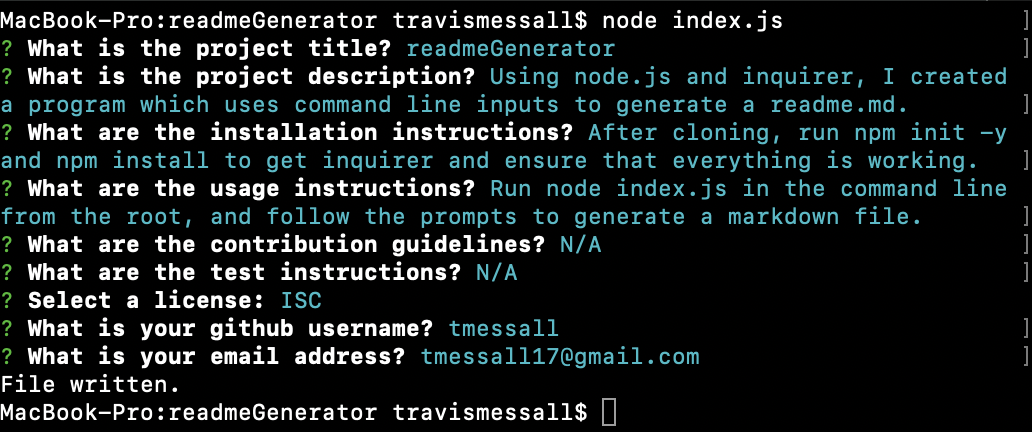 MacBook-Pro:readmeGenerator travismessall$ node index.js
? What is the project title? readmeGenerator
? What is the project description? Using node.js and inquirer, I created
a program which uses command line inputs to generate a readme.md.
? What are the installation instructions? After cloning, run npm init -y
and npm install to get inquirer and ensure that everything is working.
? What are the usage instructions? Run node index.js in the command line
from the root, and follow the prompts to generate a markdown file.
? What are the contribution guidelines? N/A
? What are the test instructions? N/A
? Select a license: ISC
? What is your github username? tmessall
? What is your email address? tmessall17@gmail.com
File written.
MacBook-Pro:readmeGenerator travismessall$